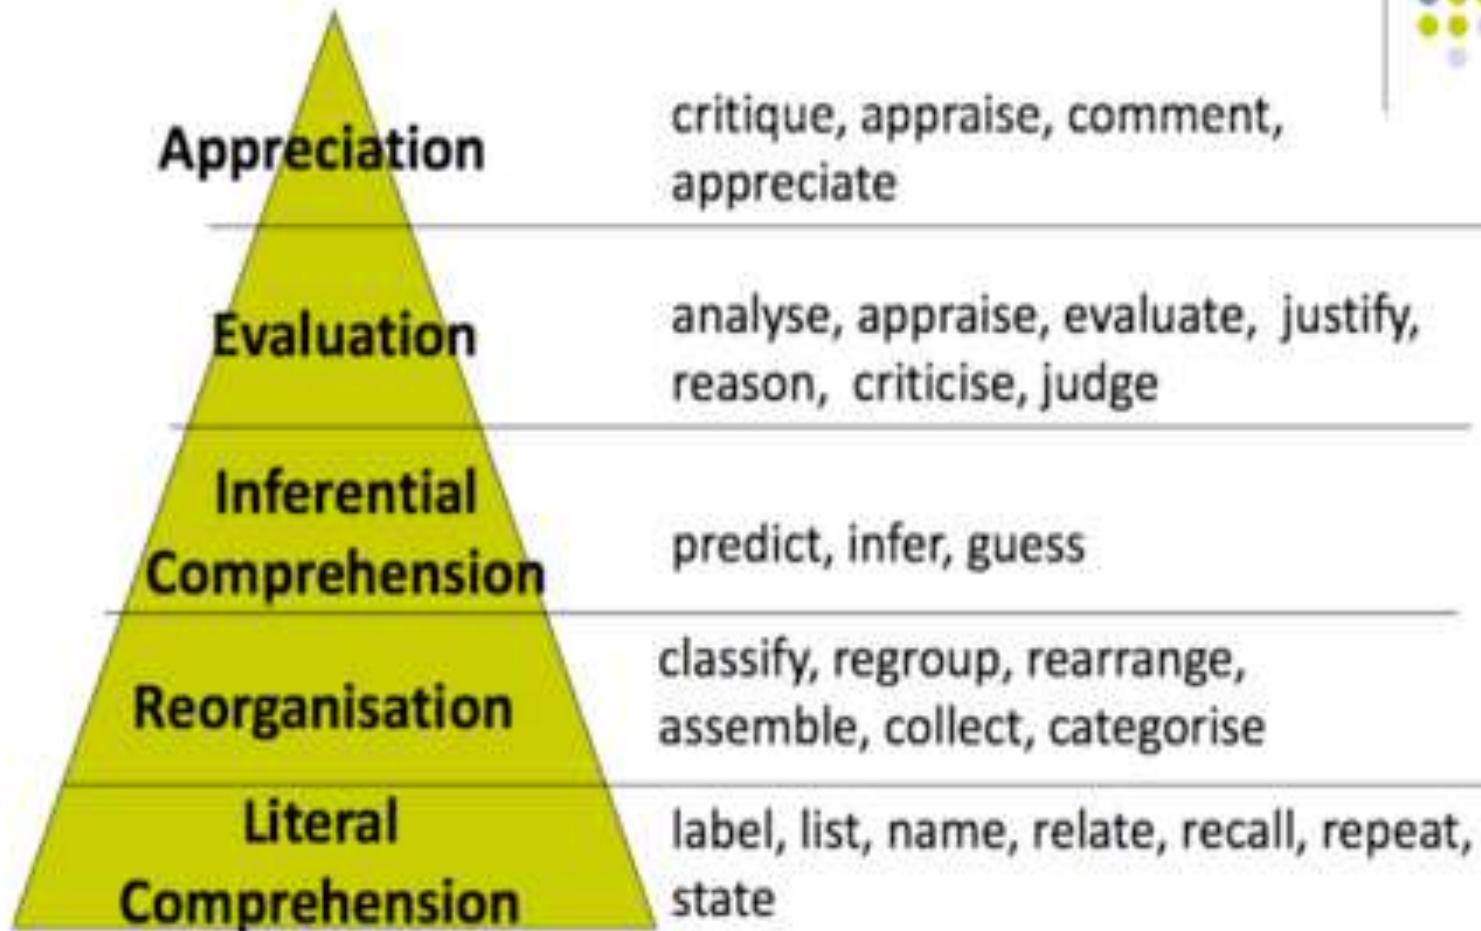 Appreciation
critique, appraise, comment,
appreciate
Evaluation
analyse, appraise, evaluate, justify,
reason, criticise, judge
Inferential
Comprehension
predict, infer, guess
Reorganisation
classify, regroup, rearrange,
assemble, collect, categorise
Literal
Comprehension
label, list, name, relate, recall, repeat,
state